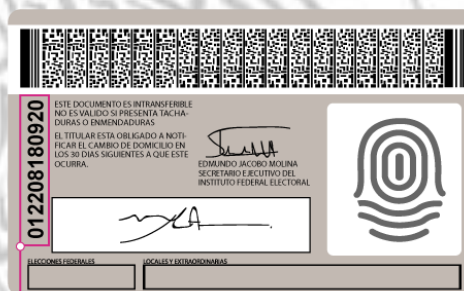 012208180920
ESTE DOCUMENTO ES INTRANSFERIBLE
NO ES VALIDO SI PRESENTA TACHA-
DURAS O ENMENDADURAS
EL TITULAR ESTA OBLIGADO A NOTI-
FICAR EL CAMBIO DE DOMICILIO EN
LOS 30 DIAS SIGUIENTES A QUE ESTE
OCURRA.
EDMUNDO JACOBO MOLINA
SECRETARIO EJECUTIVO DEL
INSTITUTO FEDERAL ELECTORAL
ELECCIONES FEDERALES
LOCALES Y EXTRAORDINARIAS